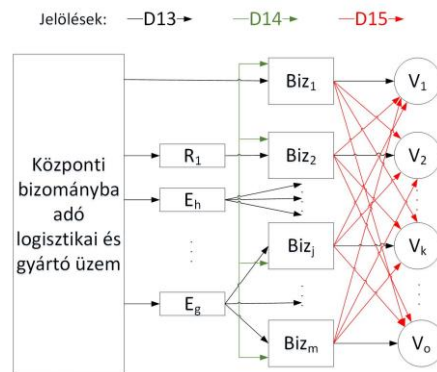 Jelölések: D13 D14 D15
Központi
bizományba
adó
logisztikai és
gyártó üzem
R₁
Eₕ
E_g
Biz₁
Biz₂
Bizⱼ
Bizₘ
V₁
V₂
Vₖ
Vₒ